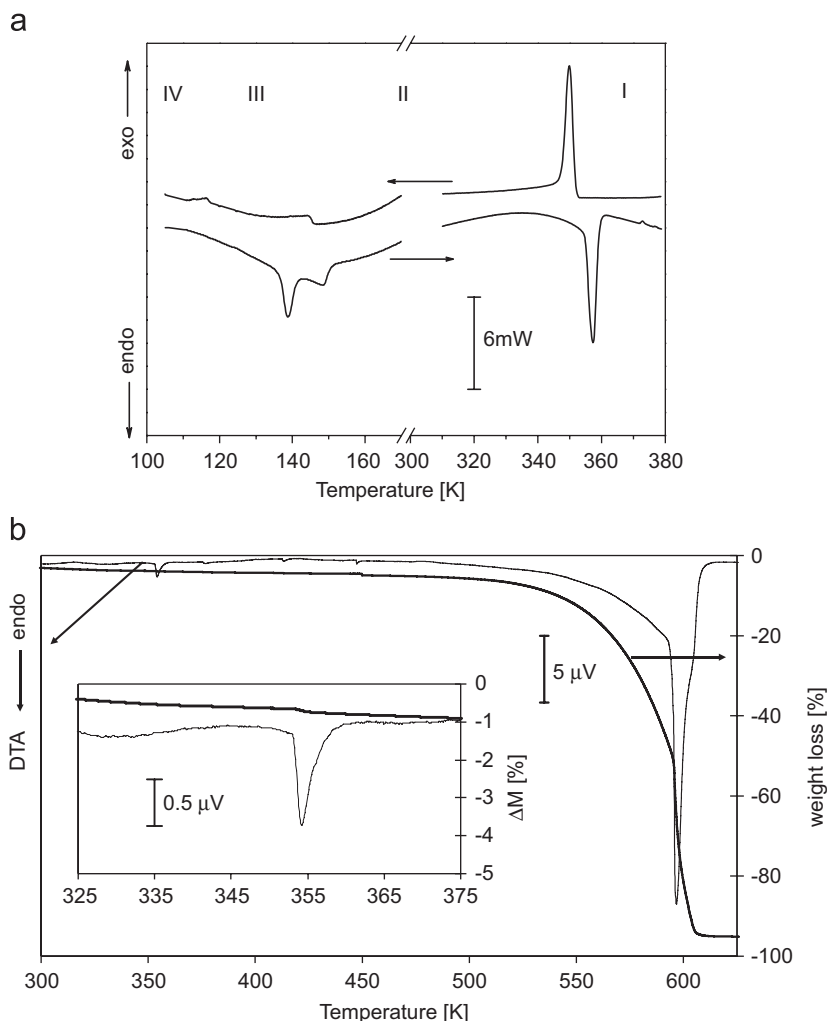 a
IV III II I
exo
endo
6mW
100 120 140 160 300 320 340 360 380
Temperature [K]
b
endo
DTA
5 µV
0
-20
-40
-60
-80
-100
weight loss [%]
0.5 µV
0
-1
-2
-3
-4
-5
ΔM [%]
325 335 345 355 365 375
300 350 400 450 500 550 600
Temperature [K]